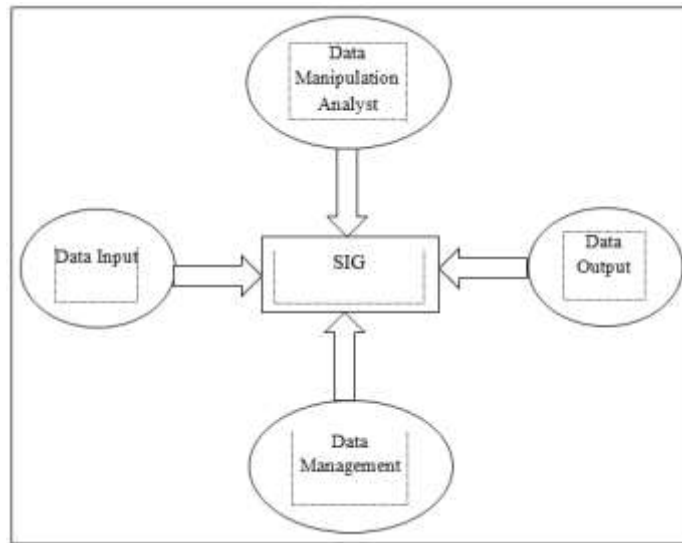 Data
Manipulation
Analyst
Data Input
SIG
Data
Output
Data
Management